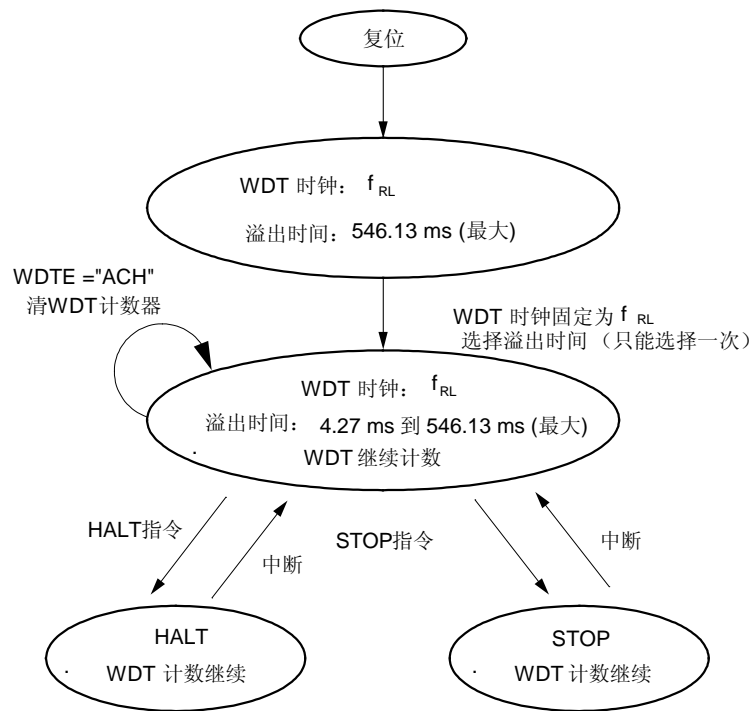 复位
WDT 时钟： f RL
溢出时间：546.13 ms (最大)
WDTE ="ACH"
清WDT计数器
WDT 时钟固定为 f RL
选择溢出时间（只能选择一次）
WDT 时钟： f RL
溢出时间： 4.27 ms 到 546.13 ms (最大)
WDT 继续计数
HALT指令
中断
STOP指令
中断
HALT
WDT 计数继续
STOP
WDT 计数继续